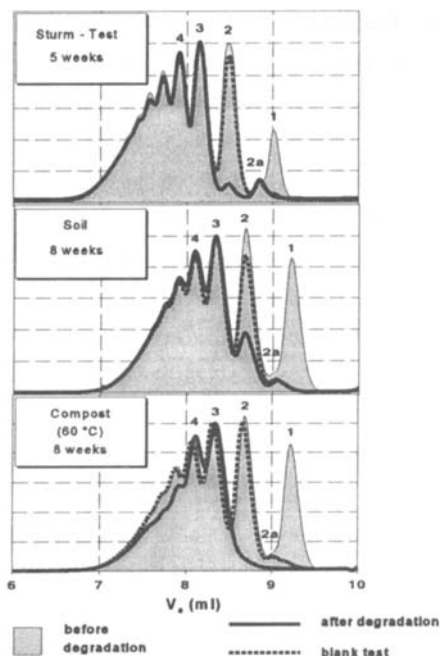 Sturm - Test
5 weeks
4
3
2
1
2a
Soil
8 weeks
4
3
2
1
2a
Compost
(60 °C)
8 weeks
4
3
2
1
2a
6
7
8
9
10
Ve (ml)
before
degradation
after degradation
blank test